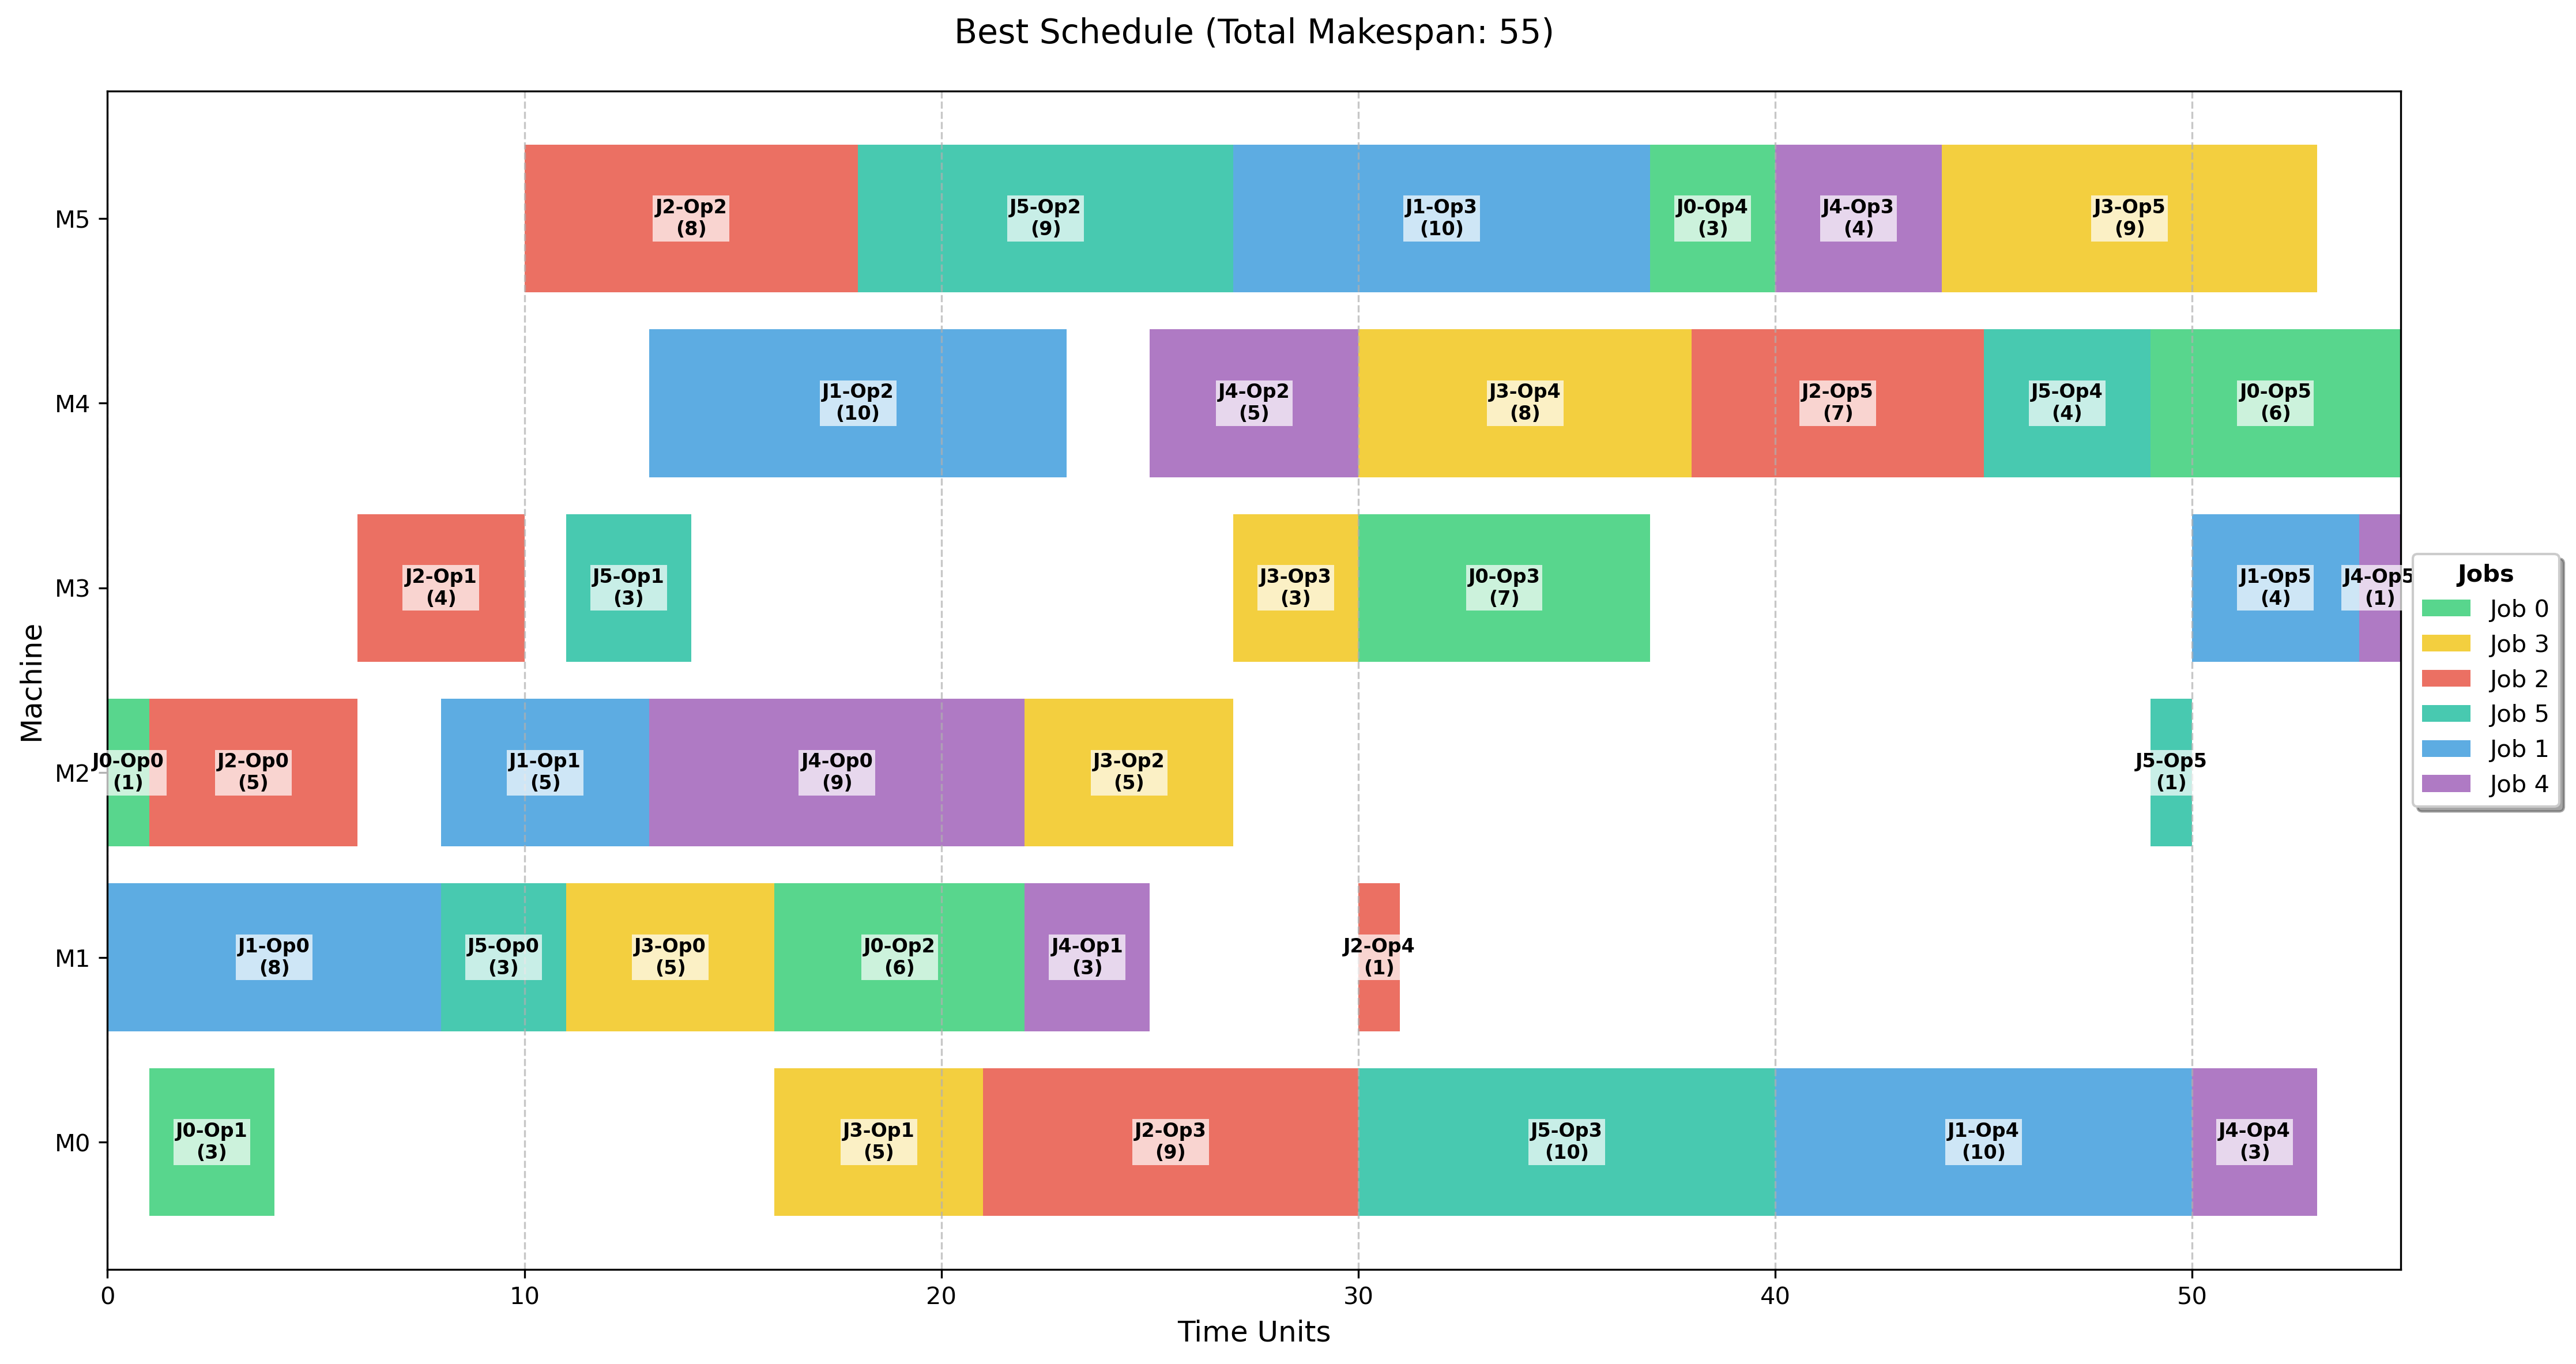 Best Schedule (Total Makespan: 55)
Machine
M5
J2-Op2
(8)
J5-Op2
(9)
J1-Op3
(10)
J0-Op4
(3)
J4-Op3
(4)
J3-Op5
(9)
M4
J1-Op2
(10)
J4-Op2
(5)
J3-Op4
(8)
J2-Op5
(7)
J5-Op4
(4)
J0-Op5
(6)
M3
J2-Op1
(4)
J5-Op1
(3)
J3-Op3
(3)
J0-Op3
(7)
J1-Op5
(4)
J4-Op5
(1)
M2
J0-Op0
(1)
J2-Op0
(5)
J1-Op1
(5)
J4-Op0
(9)
J3-Op2
(5)
J5-Op5
(1)
M1
J1-Op0
(8)
J5-Op0
(3)
J3-Op0
(5)
J0-Op2
(6)
J4-Op1
(3)
J2-Op4
(1)
M0
J0-Op1
(3)
J3-Op1
(5)
J2-Op3
(9)
J5-Op3
(10)
J1-Op4
(10)
J4-Op4
(3)
0 10 20 30 40 50
Time Units
Jobs
Job 0
Job 3
Job 2
Job 5
Job 1
Job 4